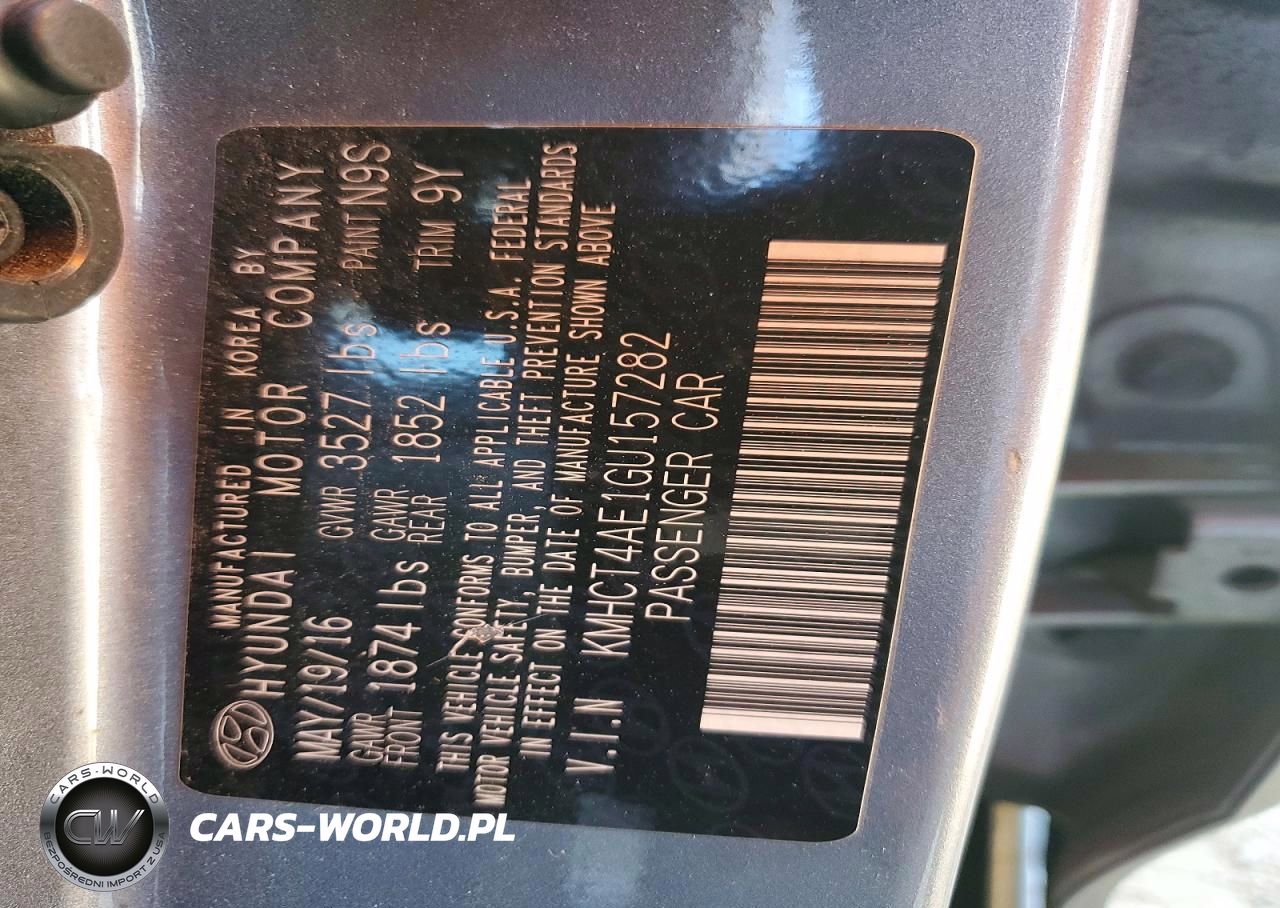 MANUFACTURED IN KOREA BY
HYUNDAI MOTOR COMPANY
MAY/19/16 GWR 3527 lbs PAINT N9S
GAWR FRONT 1874 lbs GAWR REAR 1852 lbs TRIM 9Y
THIS VEHICLE CONFORMS TO ALL APPLICABLE U.S.A. FEDERAL
MOTOR VEHICLE SAFETY, BUMPER, AND THEFT PREVENTION STANDARDS
IN EFFECT ON THE DATE OF MANUFACTURE SHOWN ABOVE
V.I.N KMHCT4AE1GU157282
PASSENGER CAR
CARS-WORLD
CW
BEZPOŚREDNI IMPORT Z USA
CARS-WORLD.PL